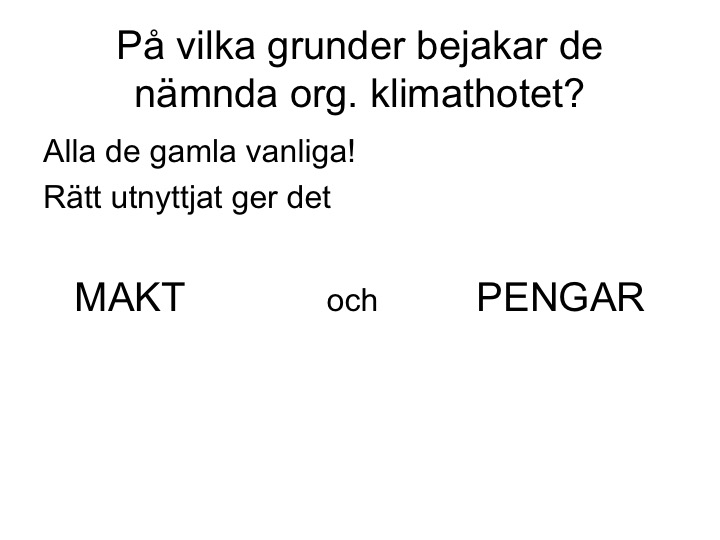 På vilka grunder bejakar de
nämnda org. klimathotet?
Alla de gamla vanliga!
Rätt utnyttjat ger det
MAKT och PENGAR